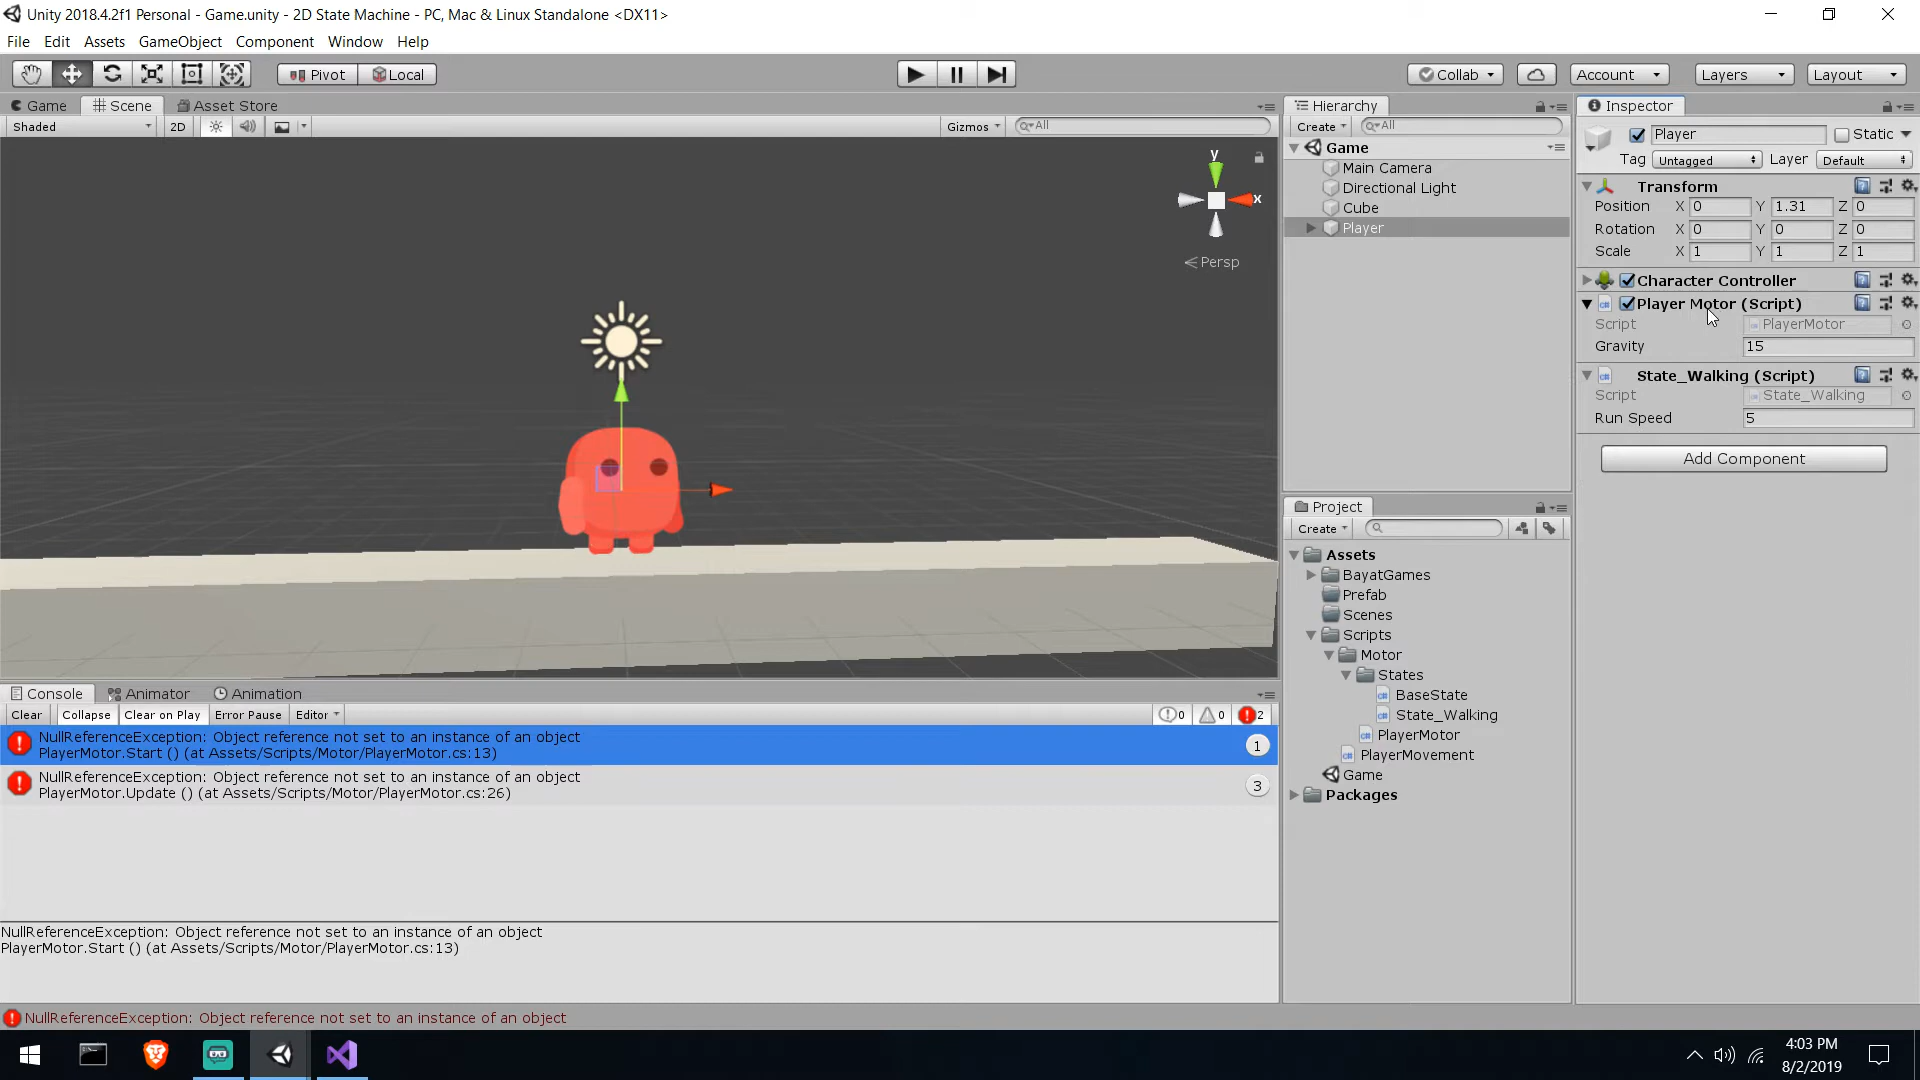 Unity 2018.4.2f1 Personal - Game.unity - 2D State Machine - PC, Mac & Linux Standalone <DX11>
File Edit Assets GameObject Component Window Help
Pivot Local Collab Account Layers Layout
Game Scene Asset Store
Shaded 2D Gizmos All
y
x
Persp
Hierarchy
Create All
Game
Main Camera
Directional Light
Cube
Player
Inspector
Player Static
Tag Untagged Layer Default
Transform
Position X 0 Y 1.31 Z 0
Rotation X 0 Y 0 Z 0
Scale X 1 Y 1 Z 1
Character Controller
Player Motor (Script)
Script PlayerMotor
Gravity 15
State_Walking (Script)
Script State_Walking
Run Speed 5
Add Component
Project
Create
Assets
BayatGames
Prefab
Scenes
Scripts
Motor
States
BaseState
State_Walking
PlayerMotor
PlayerMovement
Game
Packages
Console Animator Animation
Clear Collapse Clear on Play Error Pause Editor 0 0 2
NullReferenceException: Object reference not set to an instance of an object
PlayerMotor.Start () (at Assets/Scripts/Motor/PlayerMotor.cs:13)
1
NullReferenceException: Object reference not set to an instance of an object
PlayerMotor.Update () (at Assets/Scripts/Motor/PlayerMotor.cs:26)
3
NullReferenceException: Object reference not set to an instance of an object
PlayerMotor.Start () (at Assets/Scripts/Motor/PlayerMotor.cs:13)
NullReferenceException: Object reference not set to an instance of an object
4:03 PM
8/2/2019